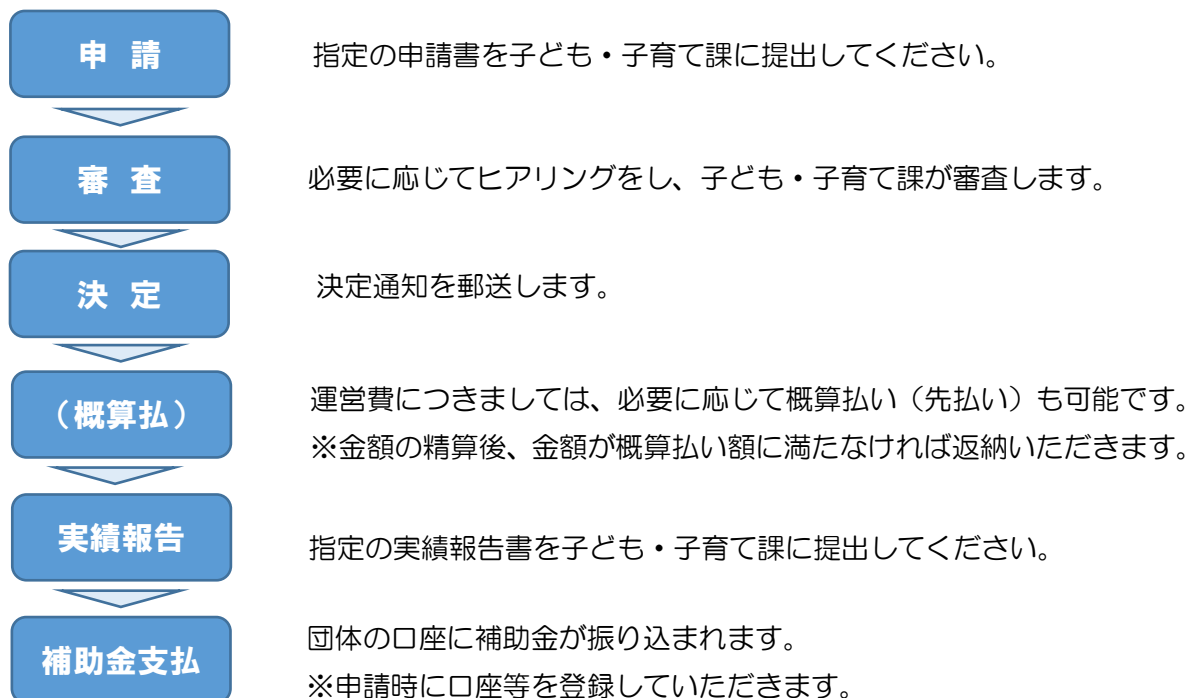 申 請
指定の申請書を子ども・子育て課に提出してください。
審 査
必要に応じてヒアリングをし、子ども・子育て課が審査します。
決 定
決定通知を郵送します。
（概算払）
運営費につきましては、必要に応じて概算払い（先払い）も可能です。
※金額の精算後、金額が概算払い額に満たなければ返納いただきます。
実績報告
指定の実績報告書を子ども・子育て課に提出してください。
補助金支払
団体の口座に補助金が振り込まれます。
※申請時に口座等を登録していただきます。